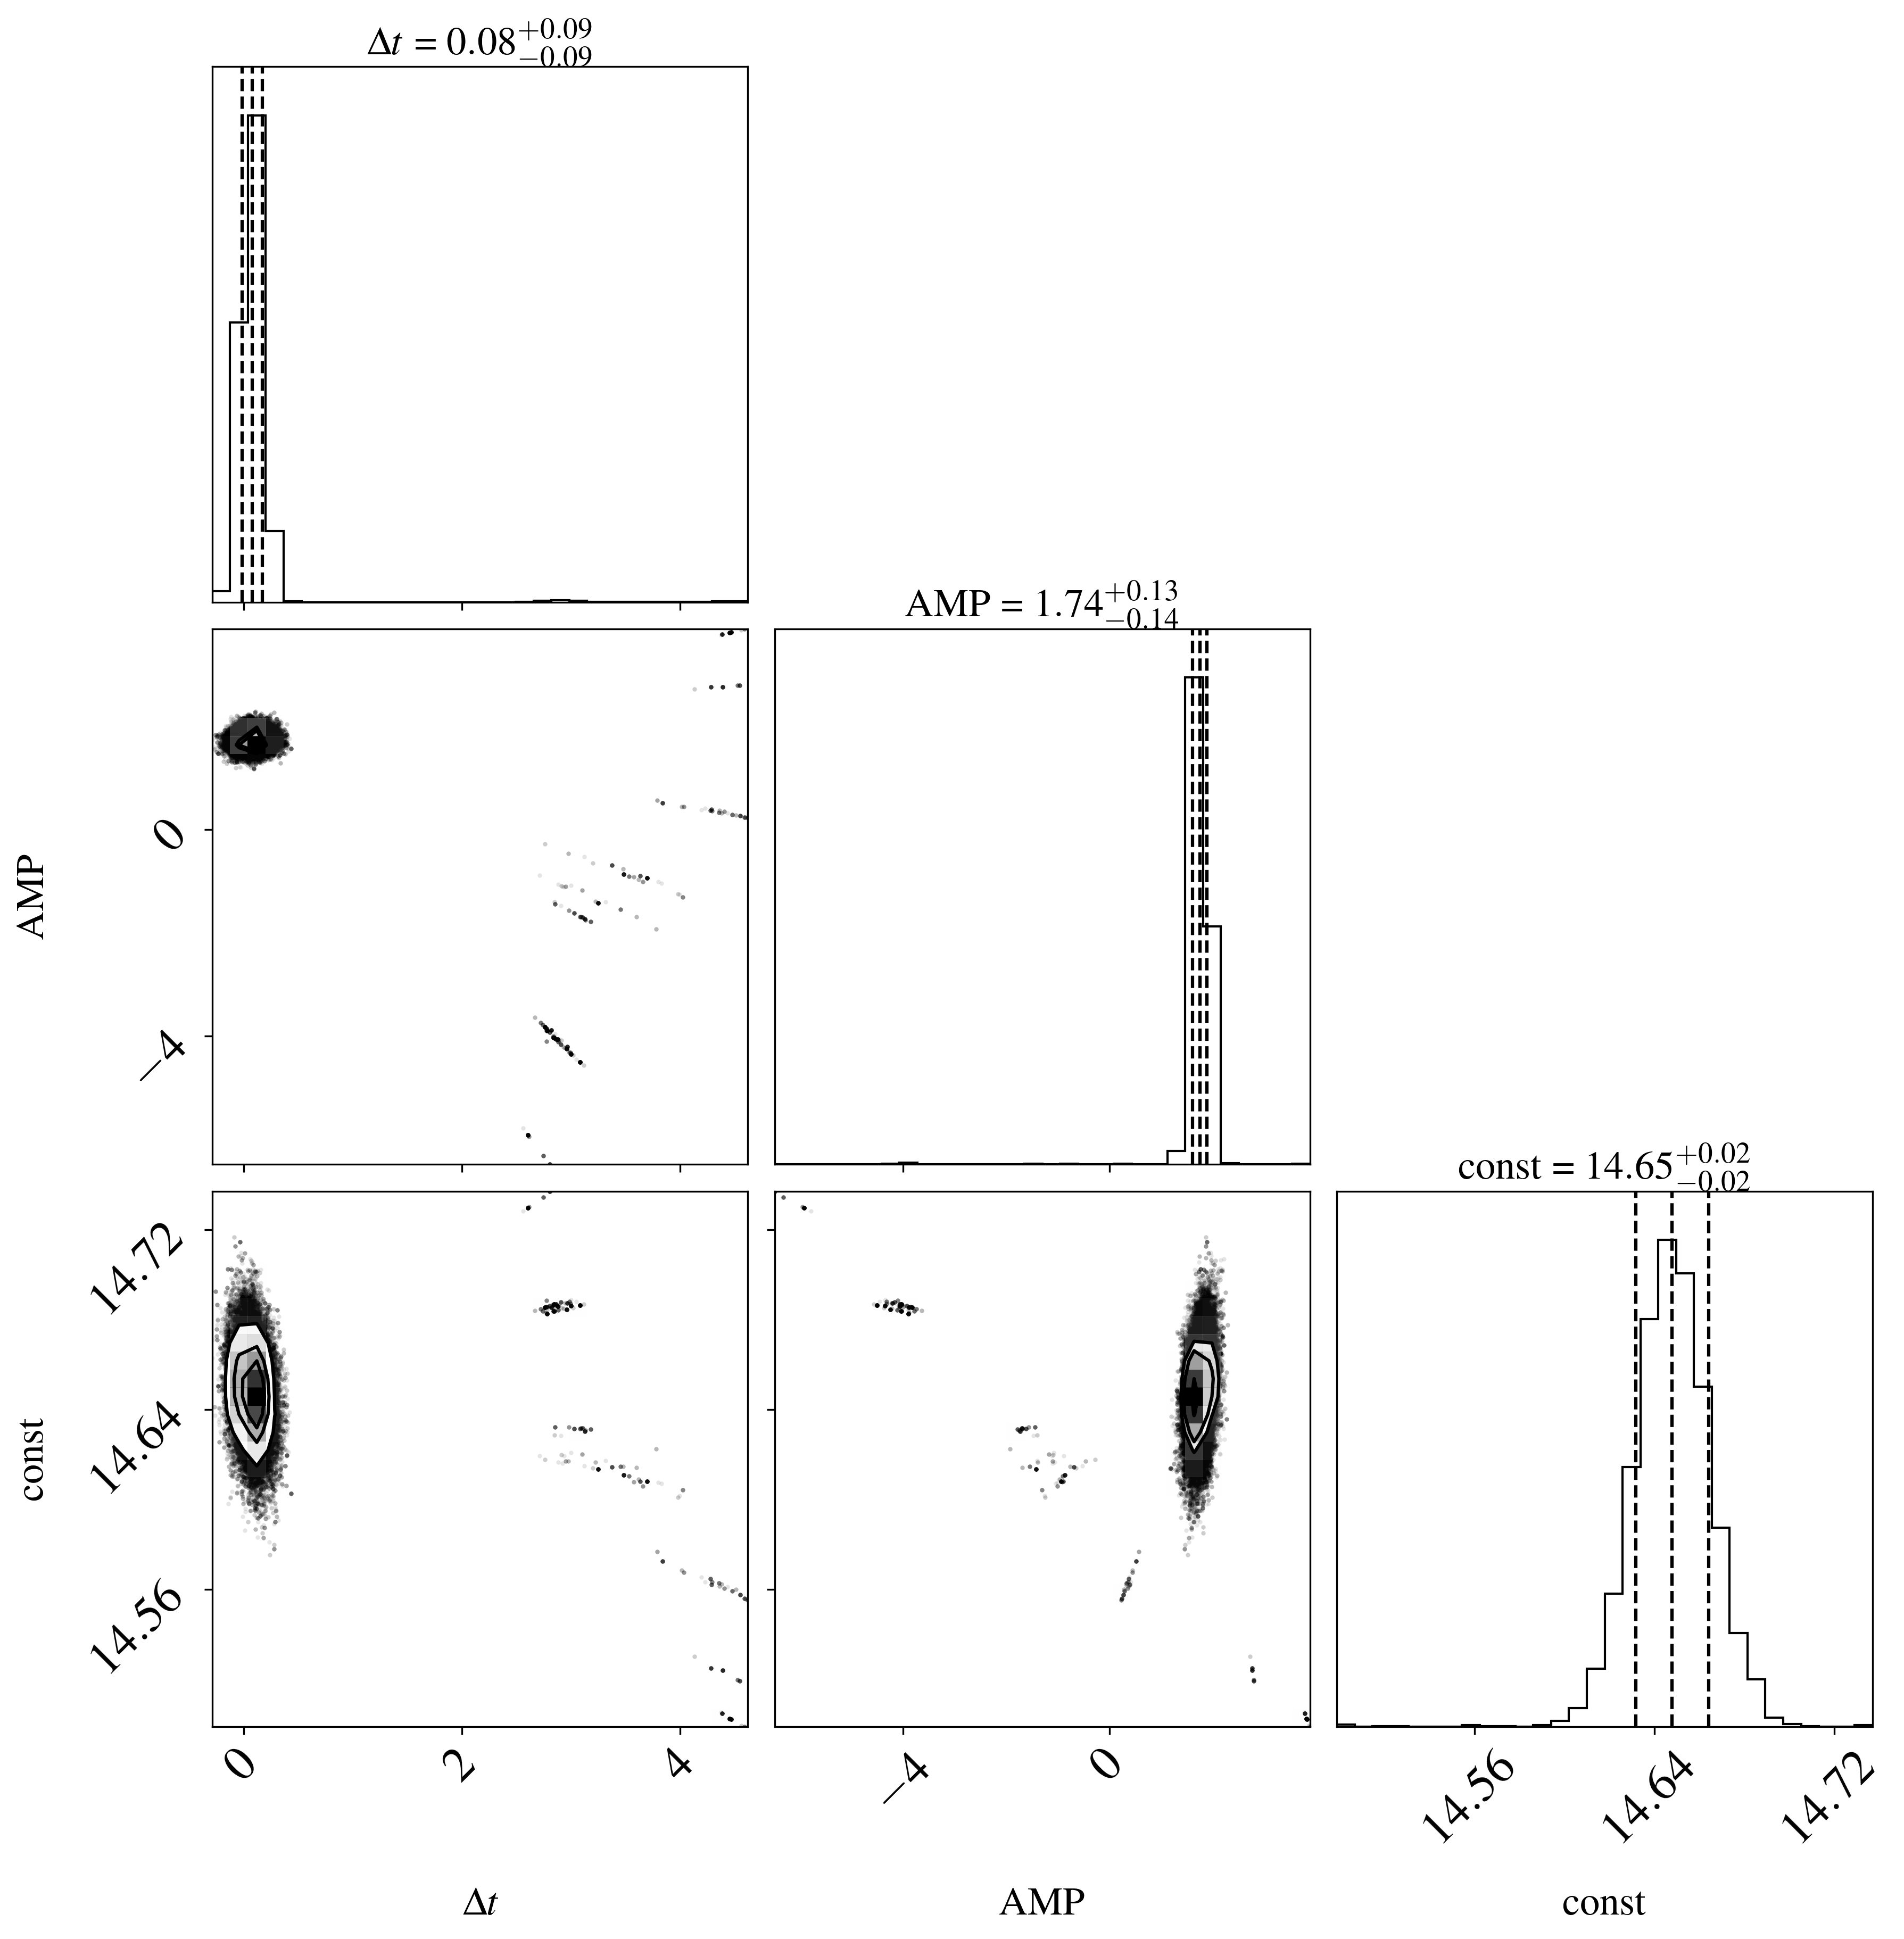 Δt = 0.08+0.09−0.09
AMP = 1.74+0.13−0.14
AMP
0
−4
const = 14.65+0.02−0.02
const
14.72
14.64
14.56
0 2 4
−4 0
14.56 14.64 14.72
Δt AMP const